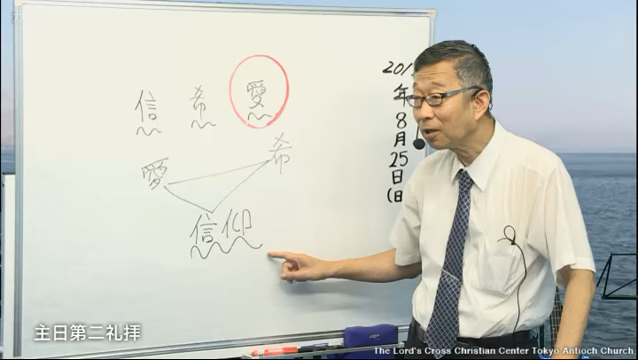 信 希 愛
愛 希
信仰
201
年
8
月
25
日
(日
主日第二礼拝
The Lord's Cross Christian Center Tokyo Antioch Church